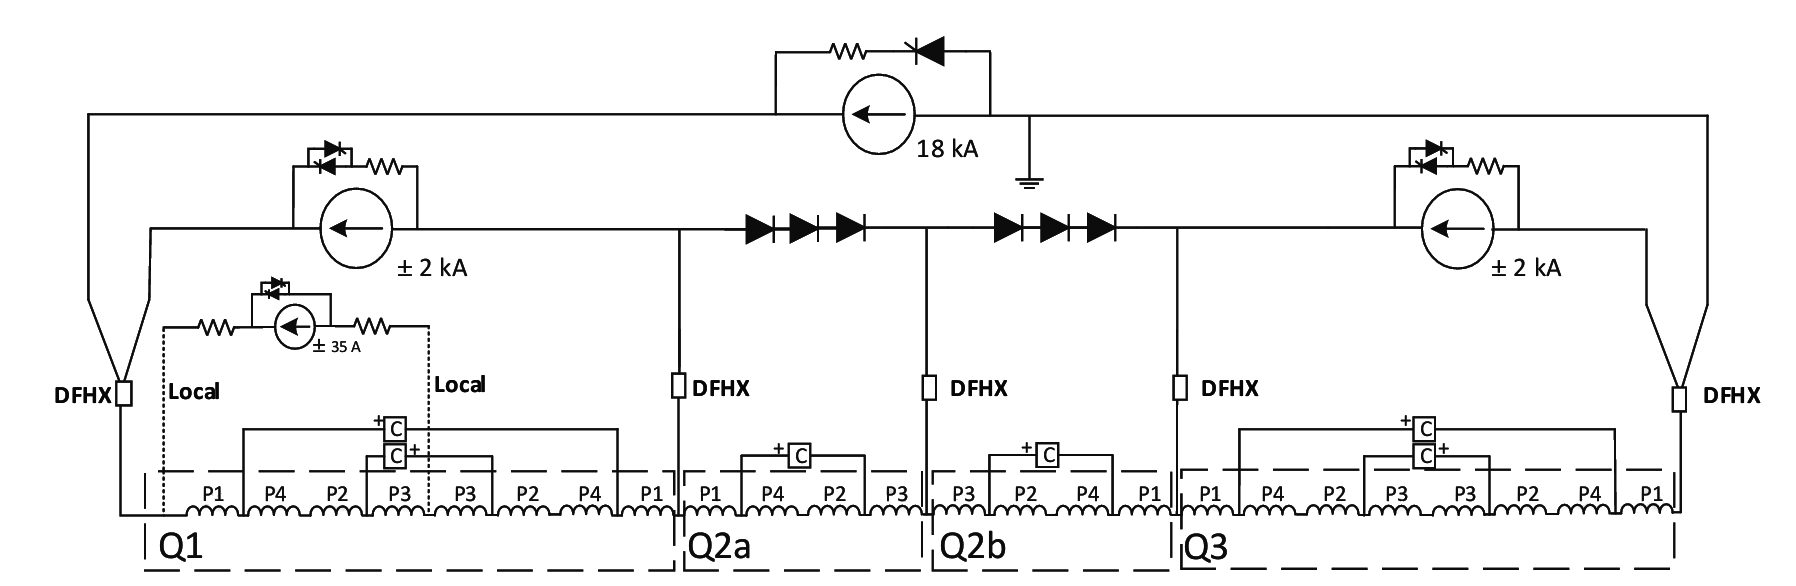 18 kA
± 2 kA
± 2 kA
± 35 A
DFHX
Local
Local
DFHX
DFHX
DFHX
DFHX
+ C
C +
+ C
+ C
+ C
C +
P1 P4 P2 P3 P3 P2 P4 P1 P1 P4 P2 P3 P3 P2 P4 P1 P1 P4 P2 P3 P3 P2 P4 P1
Q1 Q2a Q2b Q3